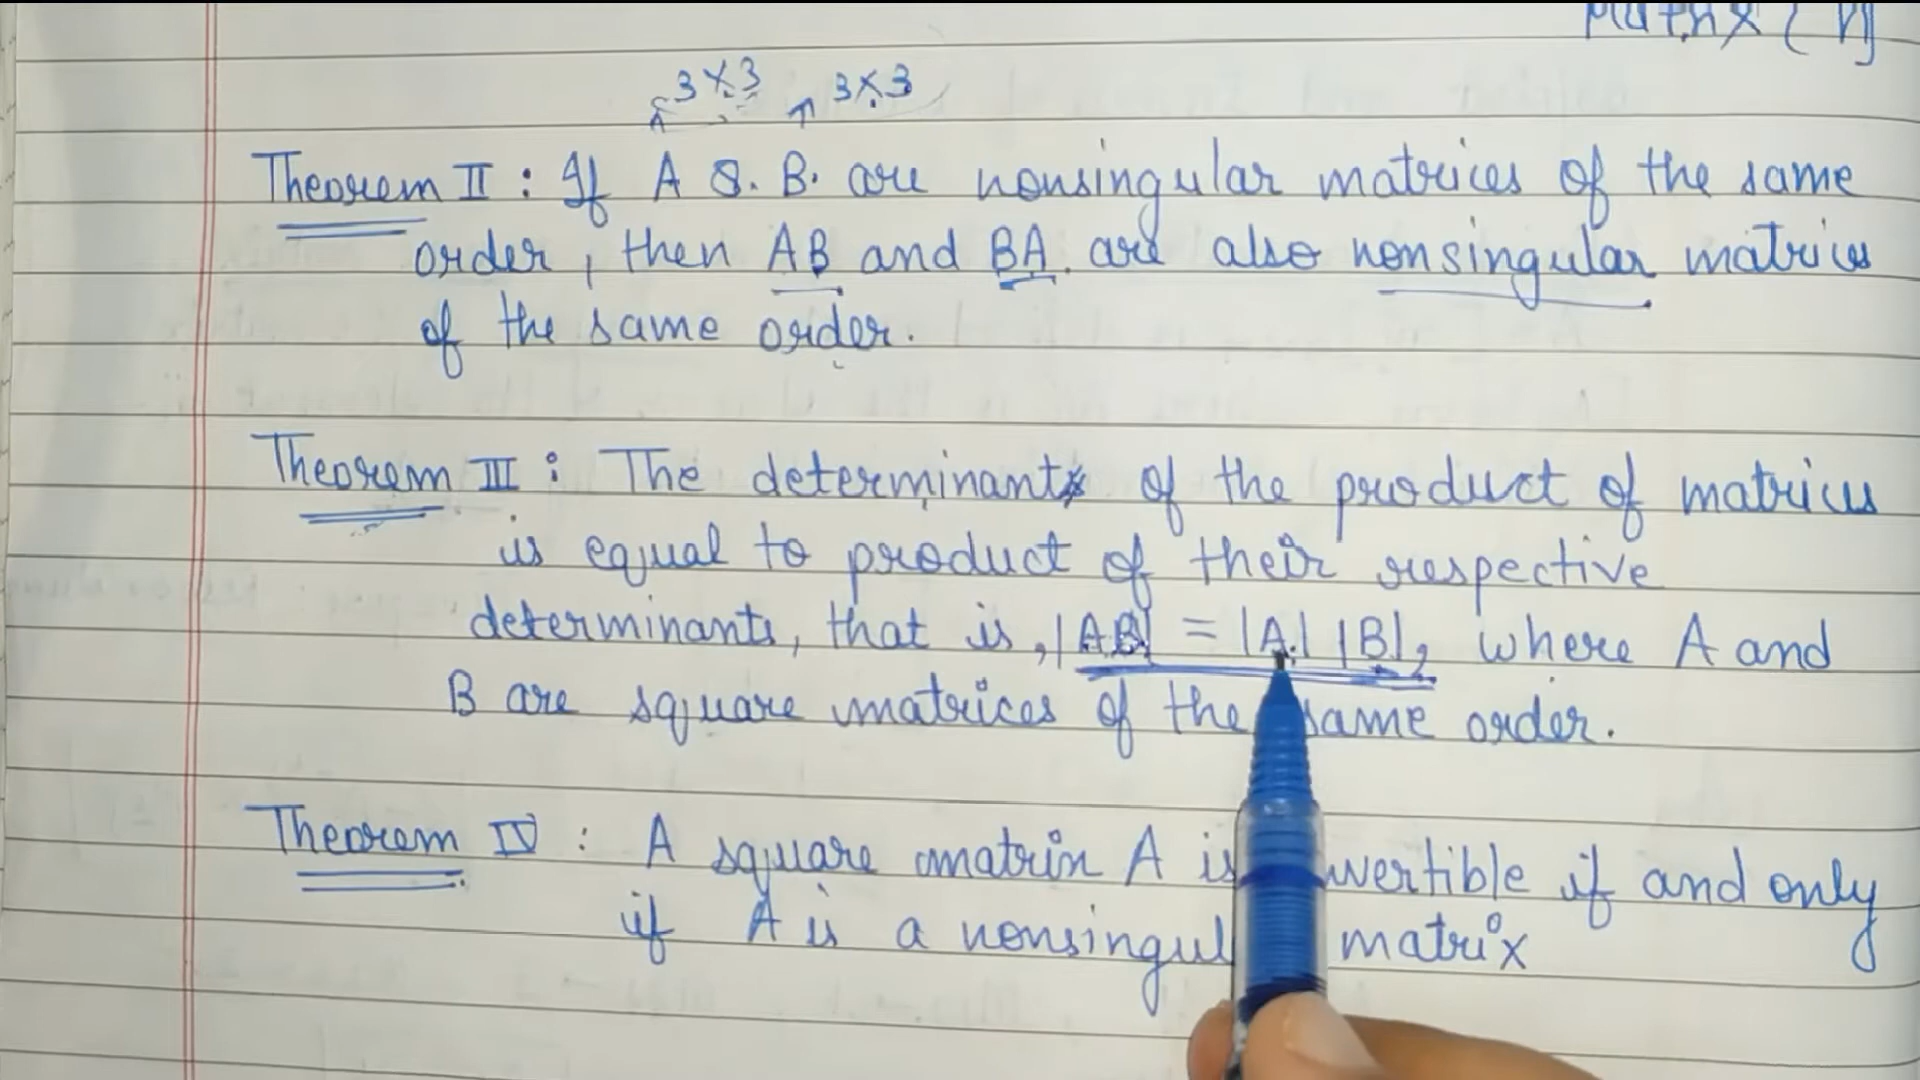 Matrix (
3×3 3×3
Theorem II : If A & B. are nonsingular matrices of the same
order, then AB and BA are also nonsingular matrices
of the same order.
Theorem III : The determinant of the product of matrices
is equal to product of their respective
determinants, that is, |AB| = |A| |B|, where A and
B are square matrices of the same order.
Theorem IV : A square matrix A is invertible if and only
if A is a nonsingul matrix